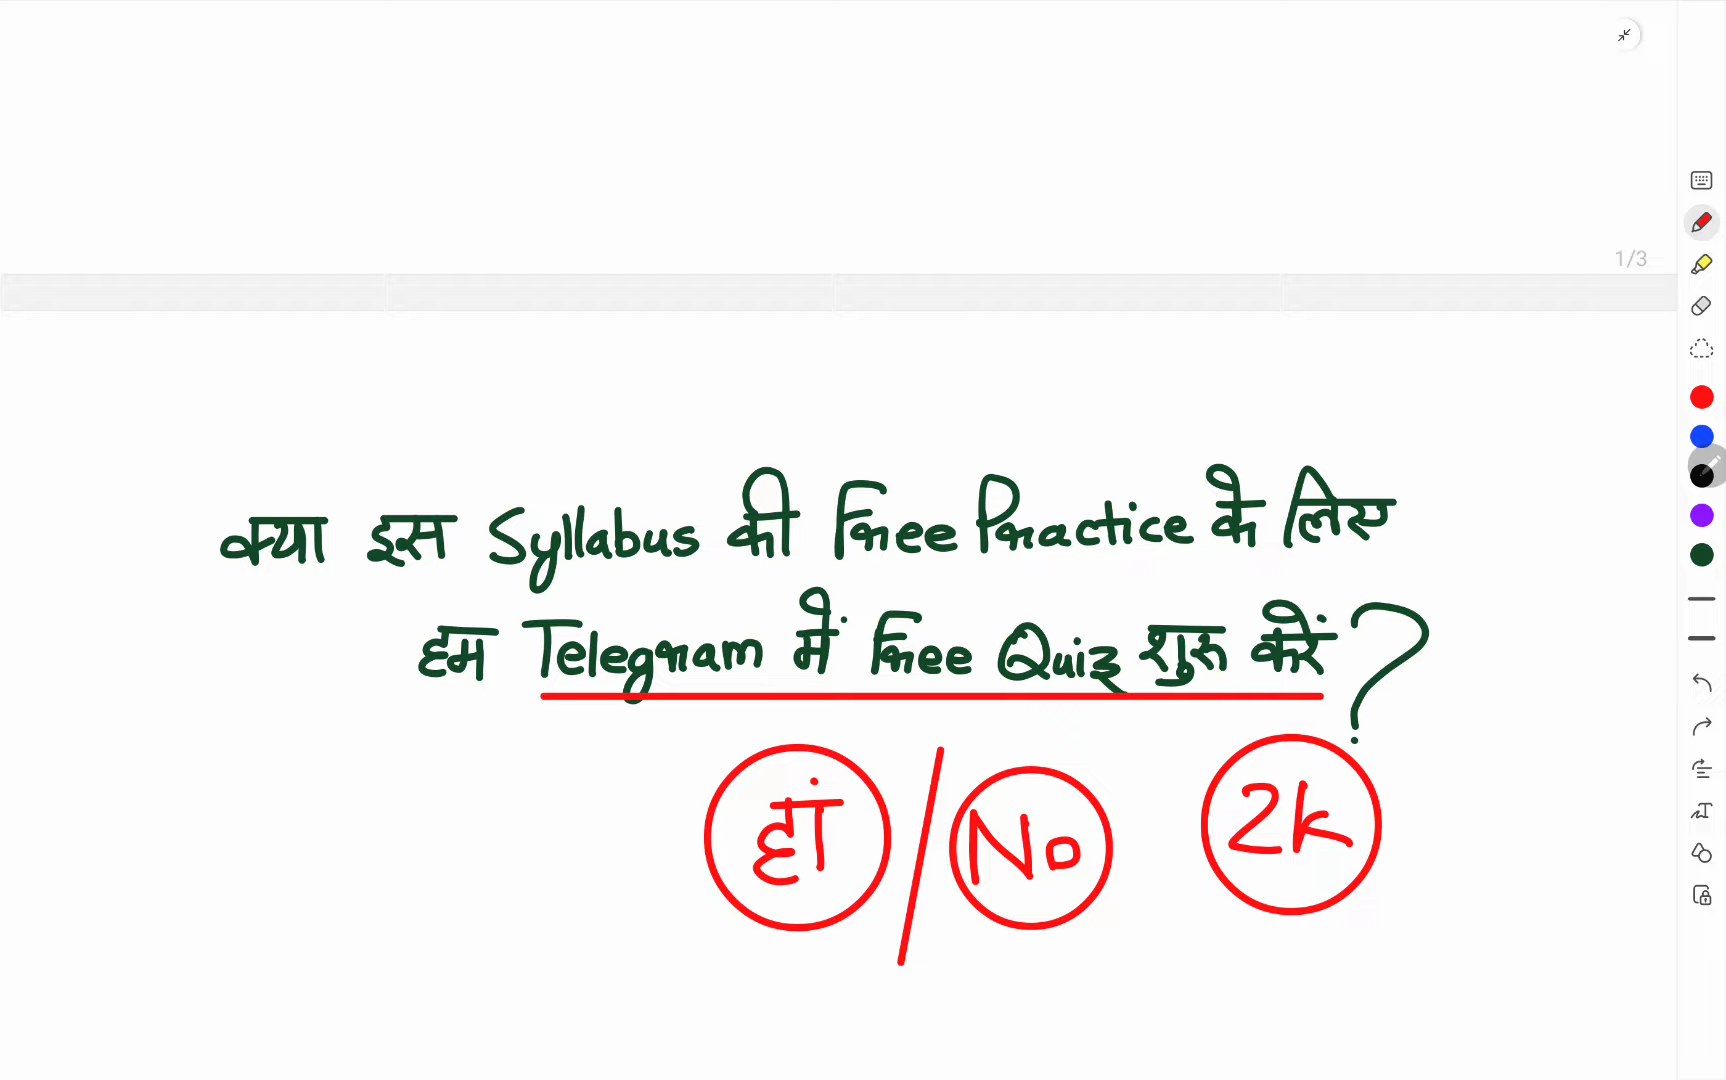 1/3
क्या इस Syllabus की Free Practice के लिए
हम Telegram में Free Quiz शुरू करें ?
हां / No 2k